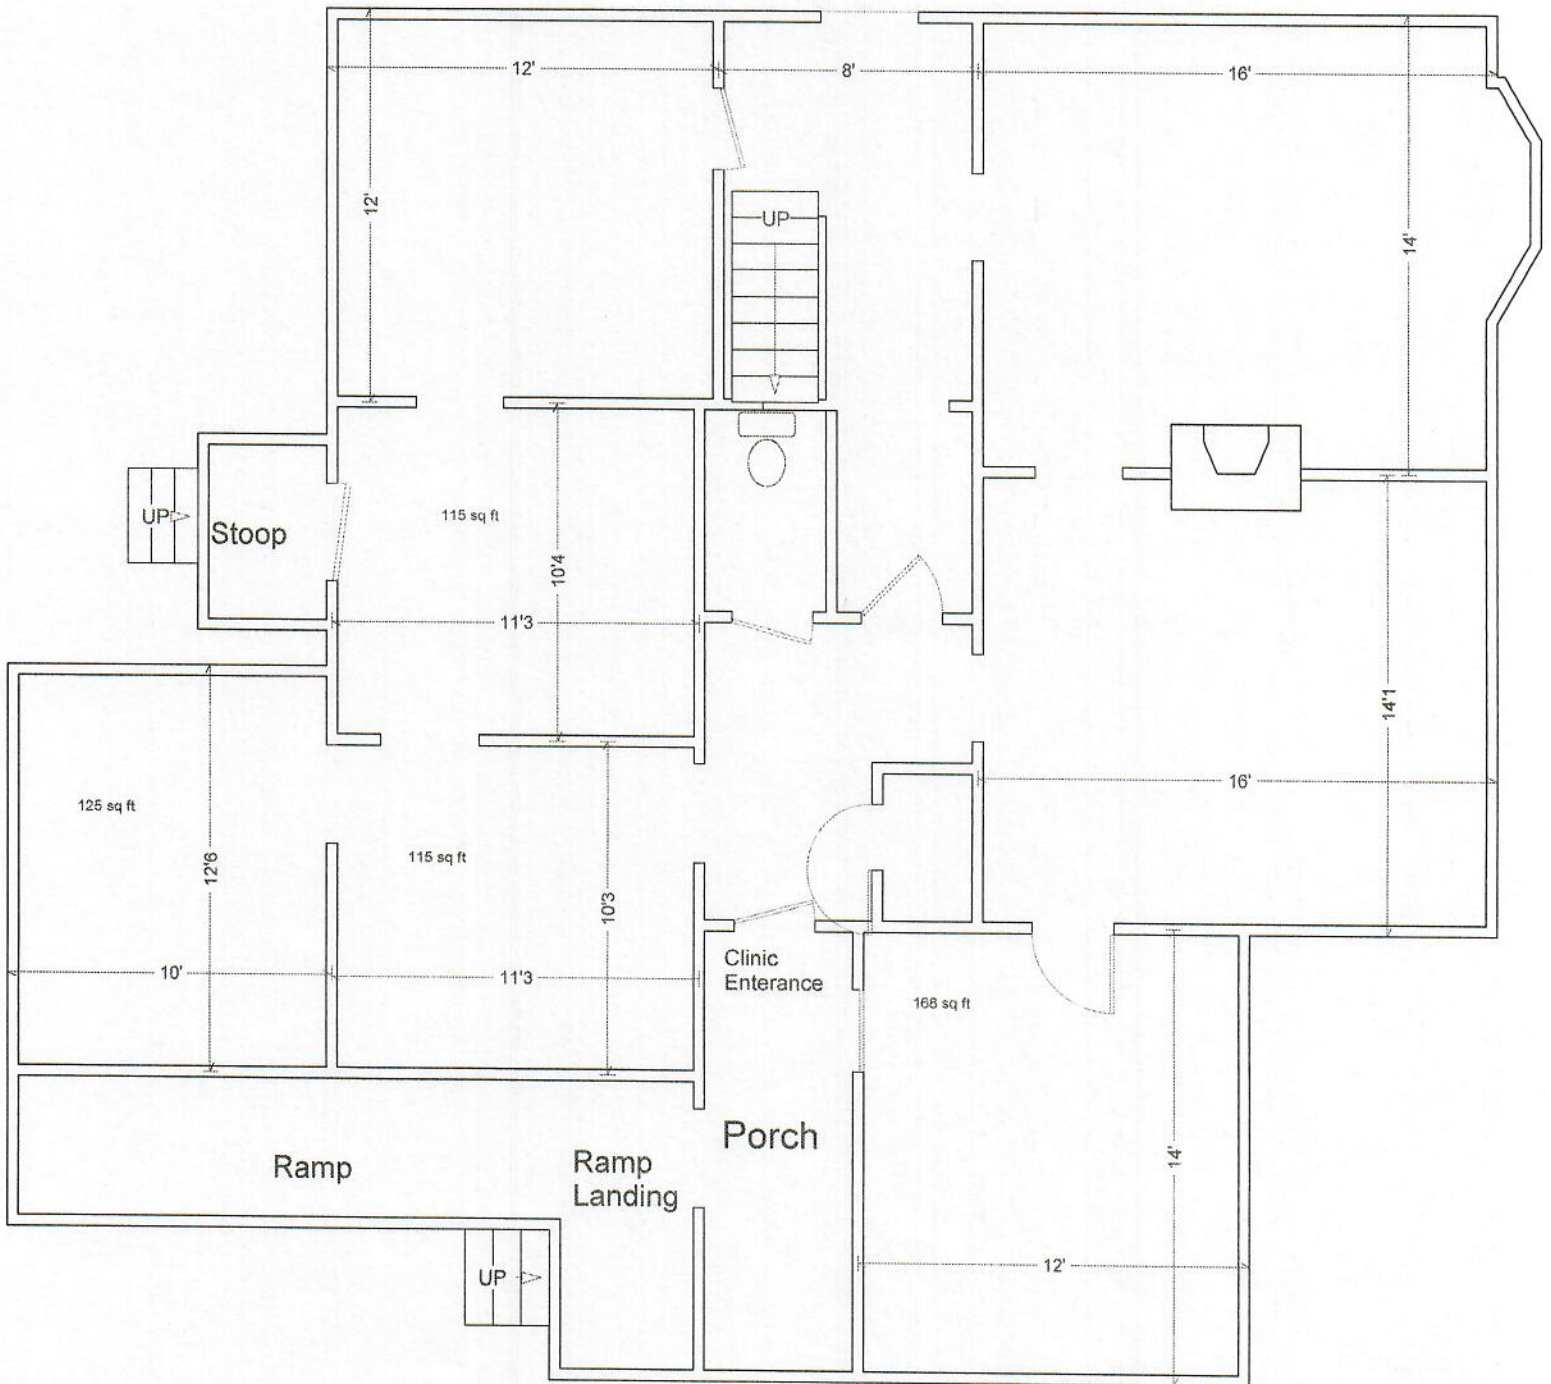 12'
8'
16'
12'
UP
14'
UP
Stoop
115 sq ft
10'4
11'3
14'1
16'
125 sq ft
12'6
115 sq ft
10'3
10'
11'3
Clinic
Enterance
168 sq ft
Porch
Ramp
Ramp
Landing
14'
12'
UP